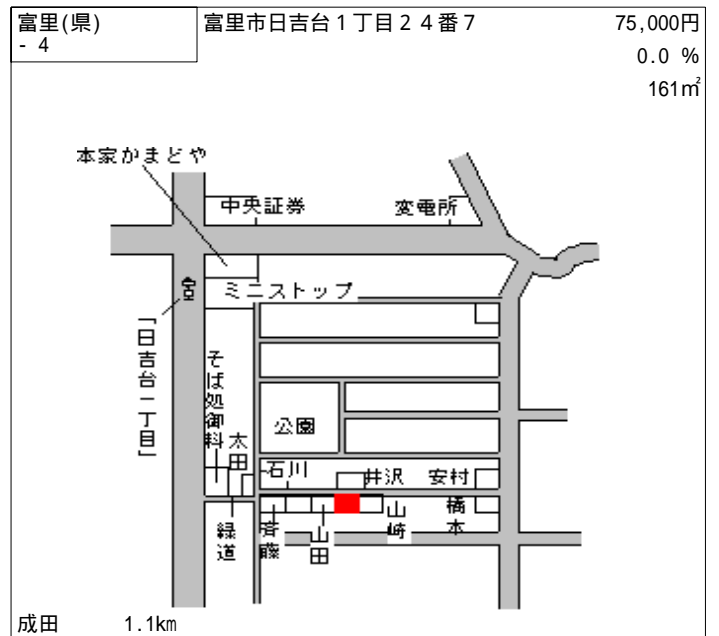 富里(県)
- 4
富里市日吉台１丁目２４番７
75,000円
0.0 %
161㎡
本家かまどや
中央証券
変電所
ミニストップ
「日吉台一丁目」
そば処御料
太田
公園
石川
井沢
安村
緑道
斉藤
山田
山崎
橋本
成田 1.1km